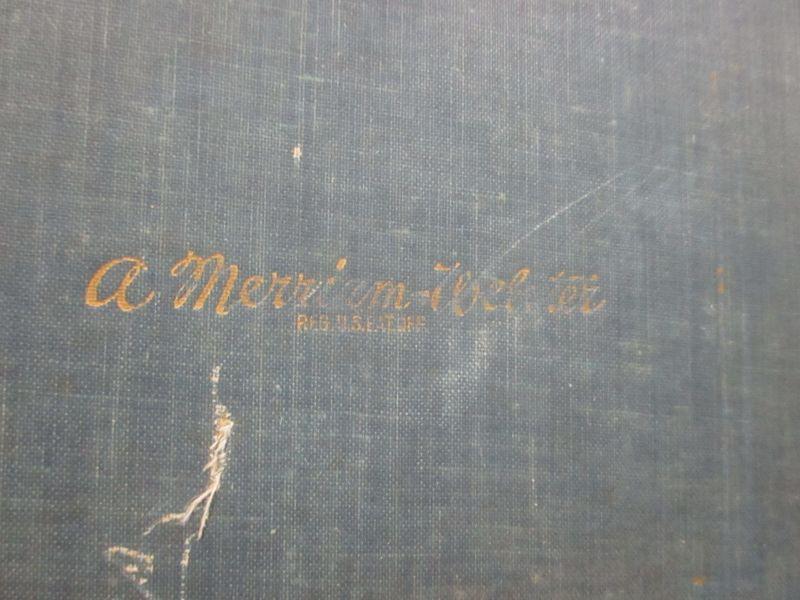 a Merriam-Webster
REG. U.S. PAT. OFF.